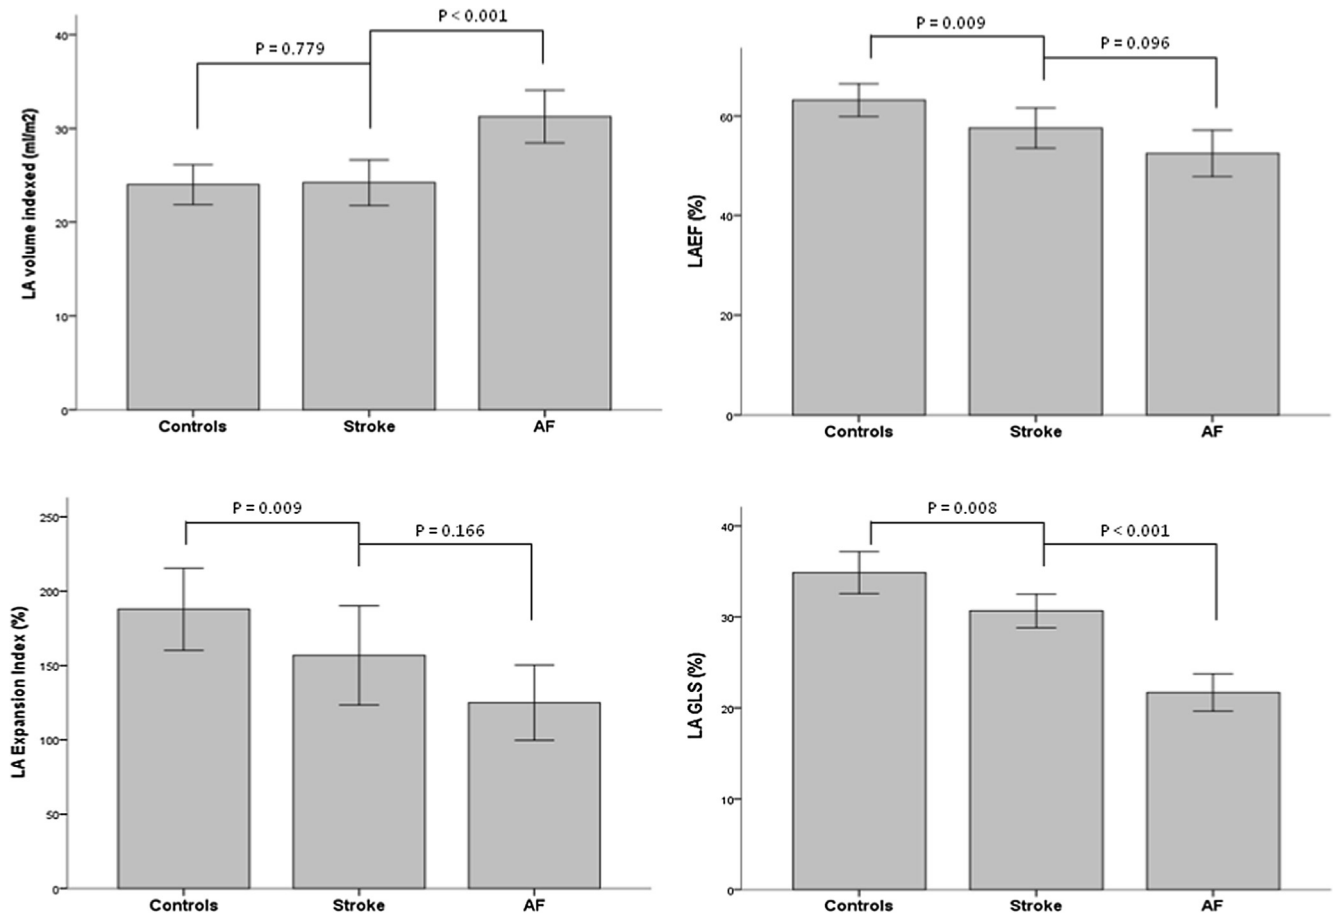 P < 0.001
P = 0.779
LA volume indexed (ml/m2)
40
30
20
10
0
Controls Stroke AF
P = 0.009
P = 0.096
LAEF (%)
60
40
20
0
Controls Stroke AF
P = 0.009
P = 0.166
LA Expansion Index (%)
250
200
150
100
50
0
Controls Stroke AF
P = 0.008
P < 0.001
LA GLS (%)
40
30
20
10
0
Controls Stroke AF